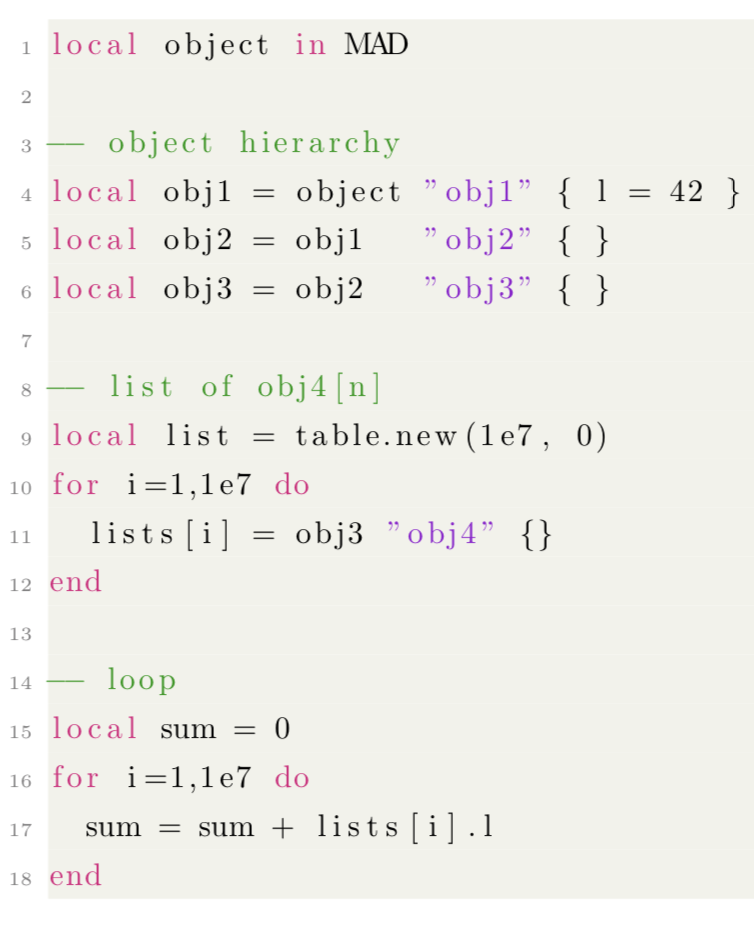 1 local object in MAD
2
3 -- object hierarchy
4 local obj1 = object "obj1" { l = 42 }
5 local obj2 = obj1   "obj2" { }
6 local obj3 = obj2   "obj3" { }
7
8 -- list of obj4[n]
9 local list = table.new(1e7, 0)
10 for i=1,1e7 do
11   lists[i] = obj3 "obj4" {}
12 end
13
14 -- loop
15 local sum = 0
16 for i=1,1e7 do
17   sum = sum + lists[i].l
18 end